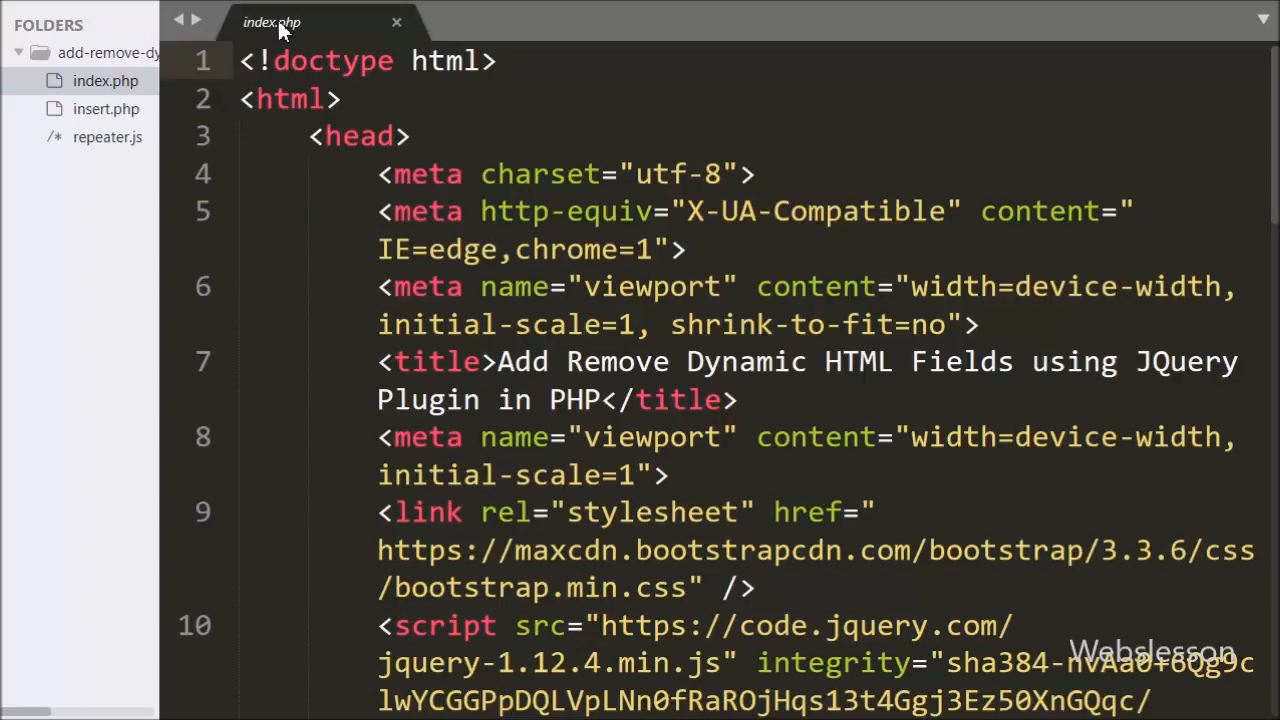 FOLDERS
add-remove-dy
index.php
insert.php
/* repeater.js
index.php ×
1 <!doctype html>
2 <html>
3 <head>
4 <meta charset="utf-8">
5 <meta http-equiv="X-UA-Compatible" content="
IE=edge,chrome=1">
6 <meta name="viewport" content="width=device-width,
initial-scale=1, shrink-to-fit=no">
7 <title>Add Remove Dynamic HTML Fields using JQuery
Plugin in PHP</title>
8 <meta name="viewport" content="width=device-width,
initial-scale=1">
9 <link rel="stylesheet" href="
https://maxcdn.bootstrapcdn.com/bootstrap/3.3.6/css
/bootstrap.min.css" />
10 <script src="https://code.jquery.com/
jquery-1.12.4.min.js" integrity="
lwYCGGPpDQLVpLNn0fRaROjHqs13t4Ggj3Ez50XnGQqc/
Webslesson